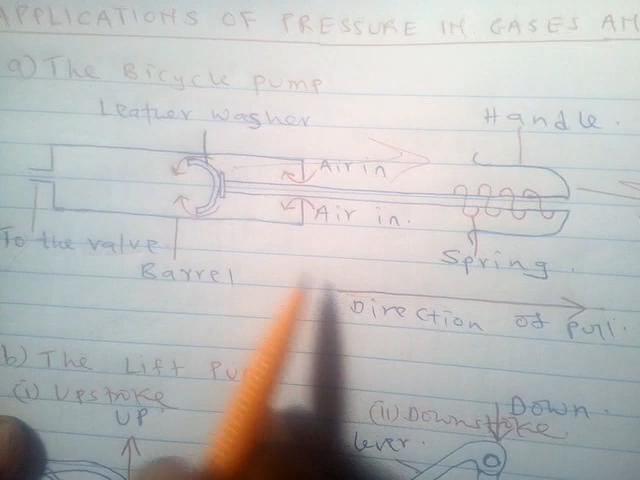 APPLICATIONS OF PRESSURE IN GASES AN
a) The Bicycle pump
Leather washer
Handle.
Air in
Air in.
To the valve
Barrel
Spring.
Direction of Pull.
b) The Lift Pu
(i) Upstroke
UP
(ii) Downstroke
Down.
lever.